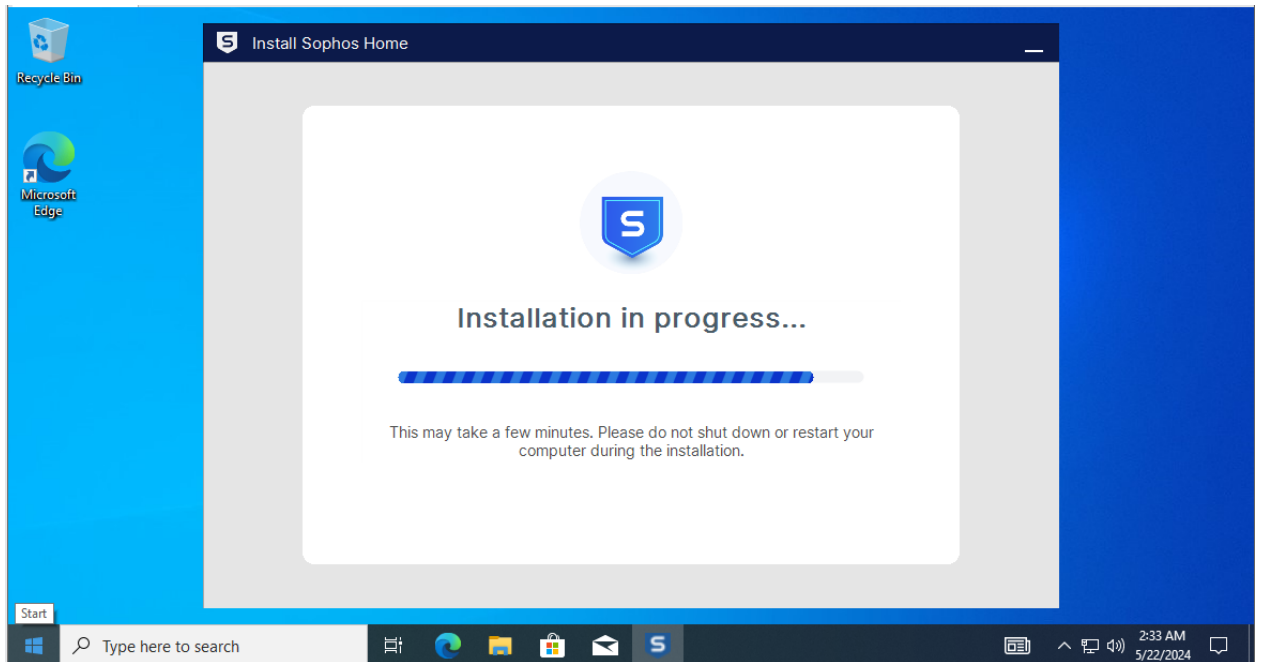 Recycle Bin
Microsoft
Edge
S Install Sophos Home
S
Installation in progress...
This may take a few minutes. Please do not shut down or restart your
computer during the installation.
Start
Type here to search
S
2:33 AM
5/22/2024